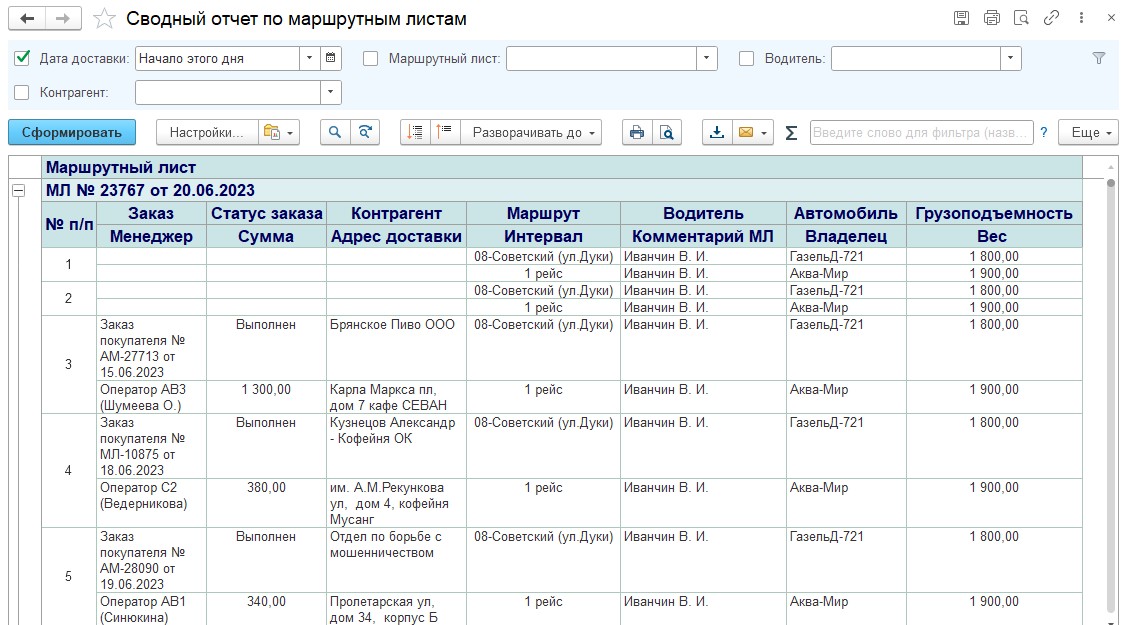 Сводный отчет по маршрутным листам
Дата доставки: Начало этого дня Маршрутный лист: Водитель:
Контрагент:
Сформировать Настройки... Разворачивать до Σ Введите слово для фильтра (назв... ? Еще
Маршрутный лист
МЛ № 23767 от 20.06.2023
№ п/п Заказ Статус заказа Контрагент Маршрут Водитель Автомобиль Грузоподъемность
Менеджер Сумма Адрес доставки Интервал Комментарий МЛ Владелец Вес
1 08-Советский (ул.Дуки) Иванчин В. И. ГазельД-721 1 800,00
1 рейс Иванчин В. И. Аква-Мир 1 900,00
2 08-Советский (ул.Дуки) Иванчин В. И. ГазельД-721 1 800,00
1 рейс Иванчин В. И. Аква-Мир 1 900,00
3 Заказ Выполнен Брянское Пиво ООО 08-Советский (ул.Дуки) Иванчин В. И. ГазельД-721 1 800,00
покупателя №
АМ-27713 от
15.06.2023
Оператор АВ3 1 300,00 Карла Маркса пл, 1 рейс Иванчин В. И. Аква-Мир 1 900,00
(Шумеева О.) дом 7 кафе СЕВАН
4 Заказ Выполнен Кузнецов Александр 08-Советский (ул.Дуки) Иванчин В. И. ГазельД-721 1 800,00
покупателя № - Кофейня ОК
МЛ-10875 от
18.06.2023
Оператор С2 380,00 им. А.М.Рекункова 1 рейс Иванчин В. И. Аква-Мир 1 900,00
(Ведерникова) ул, дом 4, кофейня
Мусанг
5 Заказ Выполнен Отдел по борьбе с 08-Советский (ул.Дуки) Иванчин В. И. ГазельД-721 1 800,00
покупателя № мошенничеством
АМ-28090 от
19.06.2023
Оператор АВ1 340,00 Пролетарская ул, 1 рейс Иванчин В. И. Аква-Мир 1 900,00
(Синюкина) дом 34, корпус Б